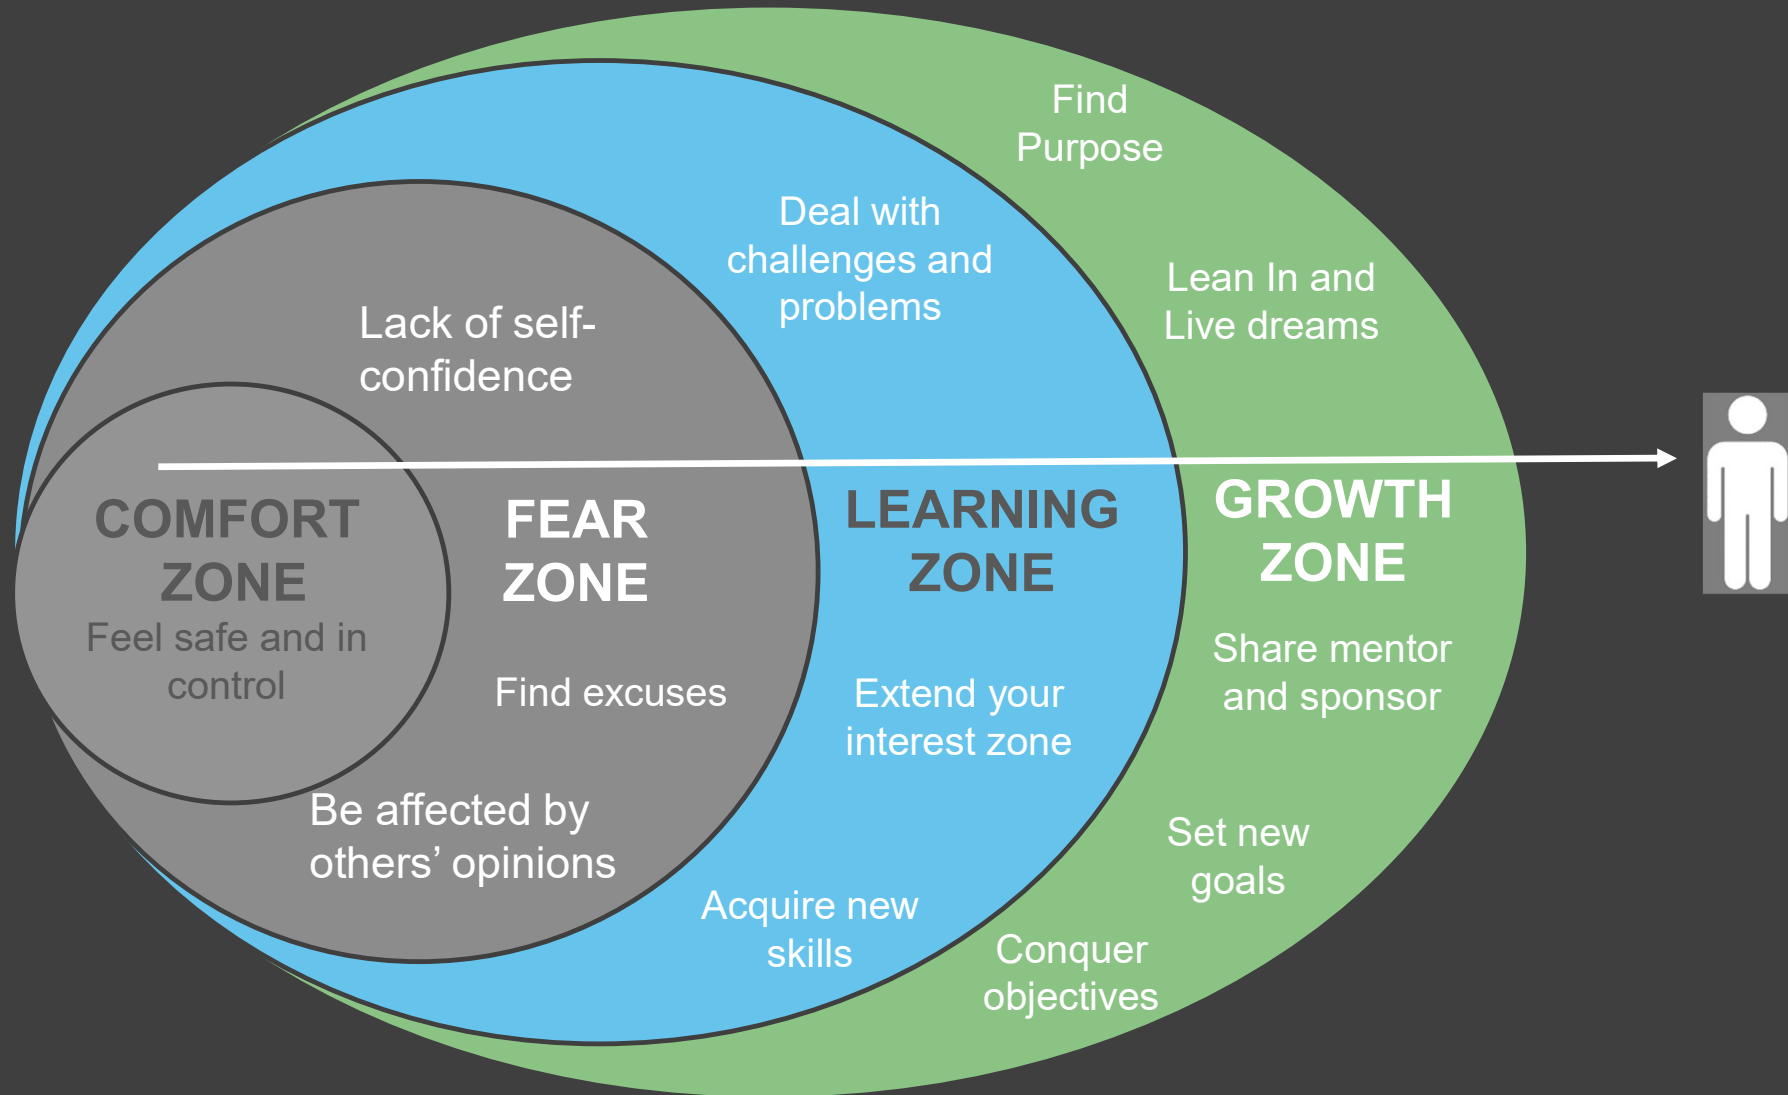 COMFORT
ZONE
Feel safe and in
control
Lack of self-
confidence
FEAR
ZONE
Find excuses
Be affected by
others’ opinions
Deal with
challenges and
problems
LEARNING
ZONE
Extend your
interest zone
Acquire new
skills
Find
Purpose
Lean In and
Live dreams
GROWTH
ZONE
Share mentor
and sponsor
Set new
goals
Conquer
objectives